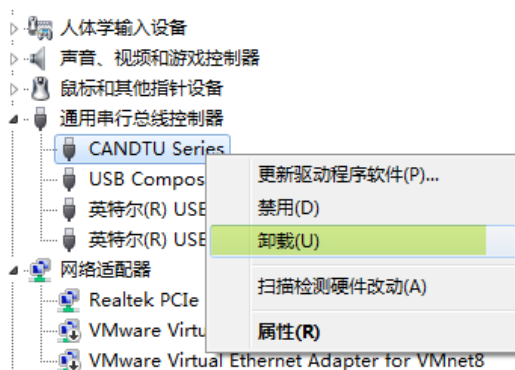 人体学输入设备
声音、视频和游戏控制器
鼠标和其他指针设备
通用串行总线控制器
CANDTU Series
USB Compos
英特尔(R) USE
英特尔(R) USE
网络适配器
Realtek PCIe
VMware Virtu
VMware Virtual Ethernet Adapter for VMnet8
更新驱动程序软件(P)...
禁用(D)
卸载(U)
扫描检测硬件改动(A)
属性(R)